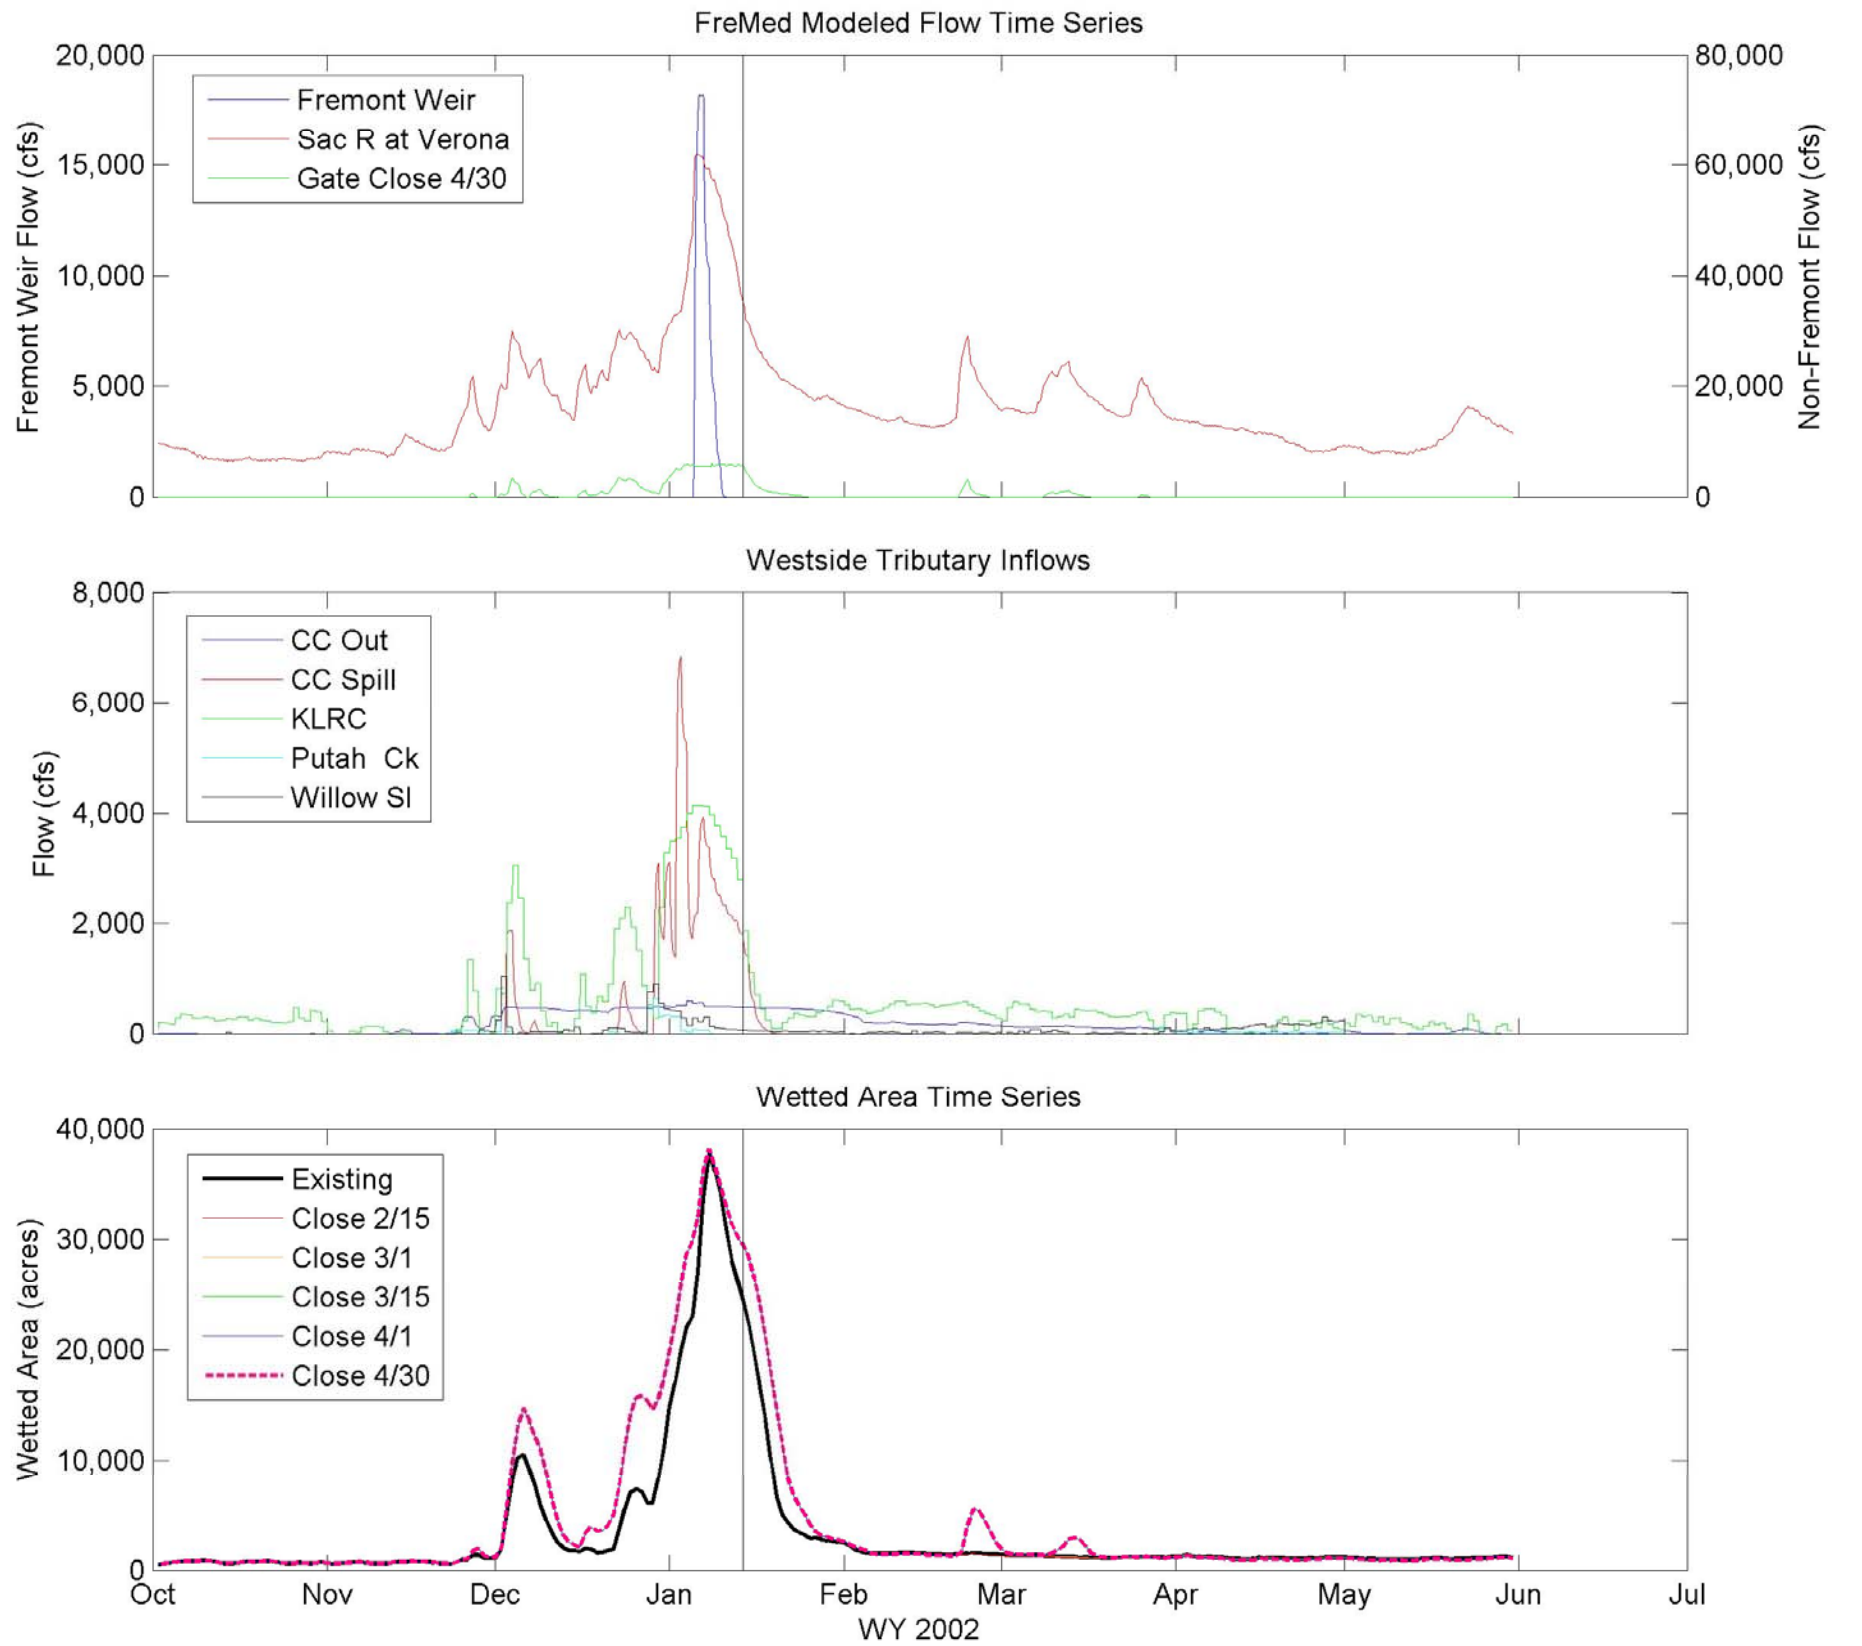 FreMed Modeled Flow Time Series
20,000
15,000
10,000
5,000
0
Fremont Weir Flow (cfs)
Fremont Weir
Sac R at Verona
Gate Close 4/30
80,000
60,000
40,000
20,000
0
Non-Fremont Flow (cfs)
Westside Tributary Inflows
8,000
6,000
4,000
2,000
0
Flow (cfs)
CC Out
CC Spill
KLRC
Putah Ck
Willow Sl
Wetted Area Time Series
40,000
30,000
20,000
10,000
0
Wetted Area (acres)
Existing
Close 2/15
Close 3/1
Close 3/15
Close 4/1
Close 4/30
Oct Nov Dec Jan Feb Mar Apr May Jun Jul
WY 2002